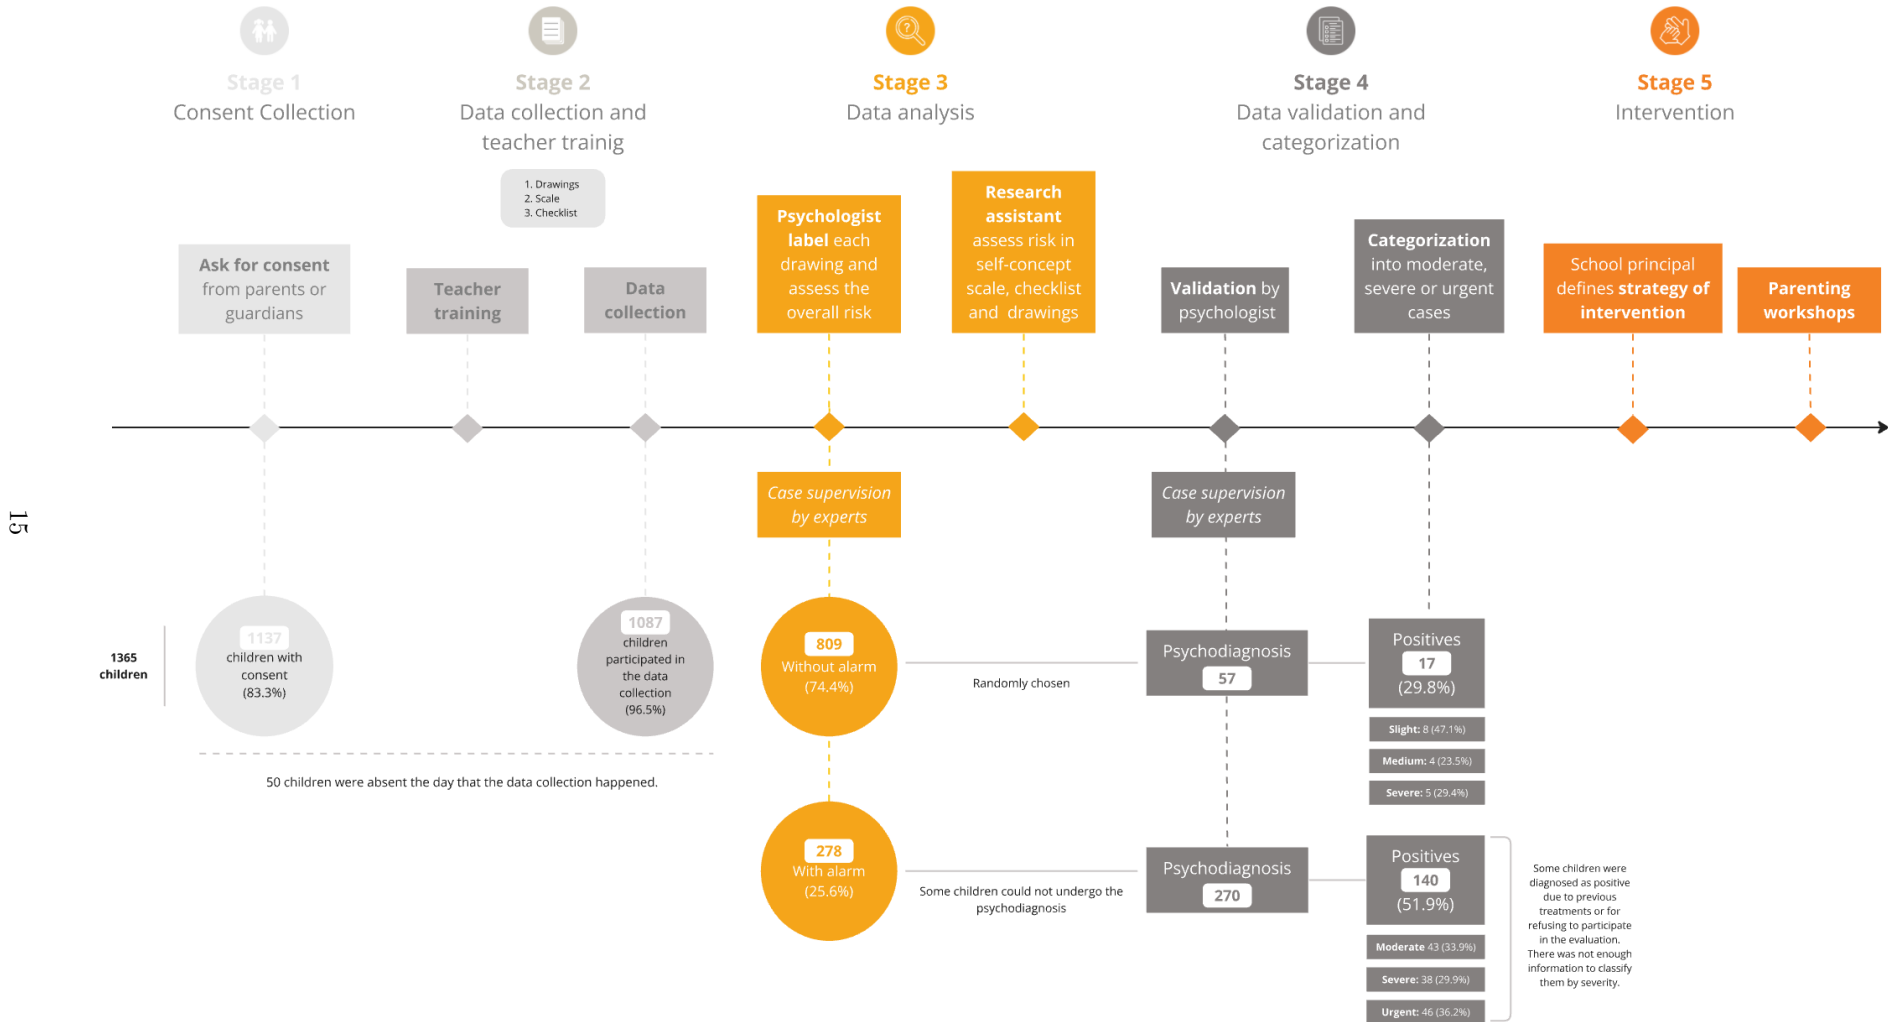 Stage 1
Consent Collection
Stage 2
Data collection and
teacher trainig
Stage 3
Data analysis
Stage 4
Data validation and
categorization
Stage 5
Intervention
1. Drawings
2. Scale
3. Checklist
Ask for consent
from parents or
guardians
Teacher
training
Data
collection
Psychologist
label each
drawing and
assess the
overall risk
Research
assistant
assess risk in
self-concept
scale, checklist
and drawings
Validation by
psychologist
Categorization
into moderate,
severe or urgent
cases
School principal
defines strategy of
intervention
Parenting
workshops
Case supervision
by experts
Case supervision
by experts
15
1365
children
1137
children with
consent
(83.3%)
1087
children
participated in
the data
collection
(96.5%)
50 children were absent the day that the data collection happened.
809
Without alarm
(74.4%)
Randomly chosen
Psychodiagnosis
57
Positives
17
(29.8%)
Slight: 8 (47.1%)
Medium: 4 (23.5%)
Severe: 5 (29.4%)
278
With alarm
(25.6%)
Some children could not undergo the
psychodiagnosis
Psychodiagnosis
270
Positives
140
(51.9%)
Moderate 43 (33.9%)
Severe: 38 (29.9%)
Urgent: 46 (36.2%)
Some children were
diagnosed as positive
due to previous
treatments or for
refusing to participate
in the evaluation.
There was not enough
information to classify
them by severity.